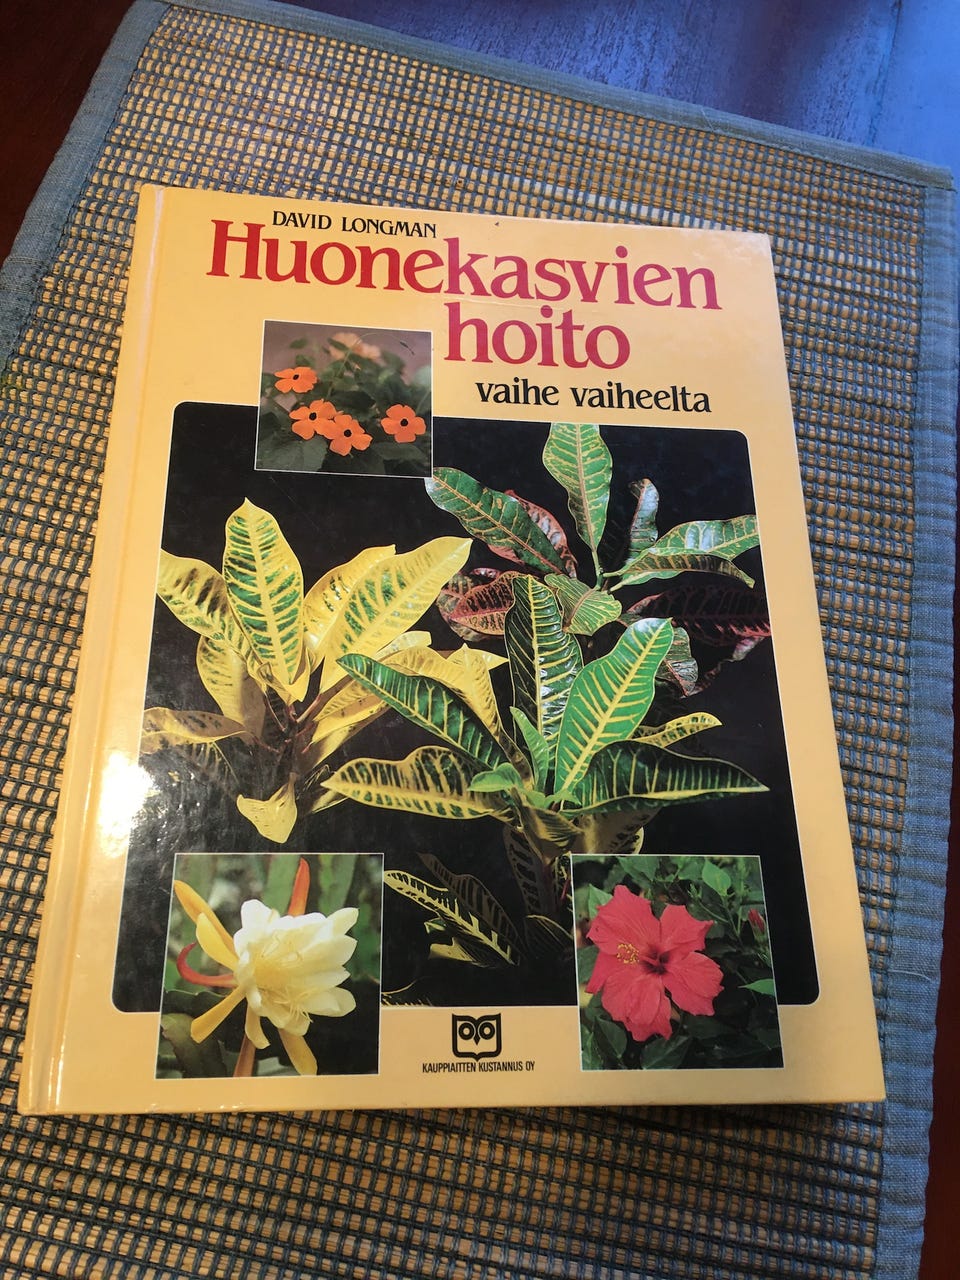 DAVID LONGMAN
Huonekasvien
hoito
vaihe vaiheelta
KAUPPIAITTEN KUSTANNUS OY